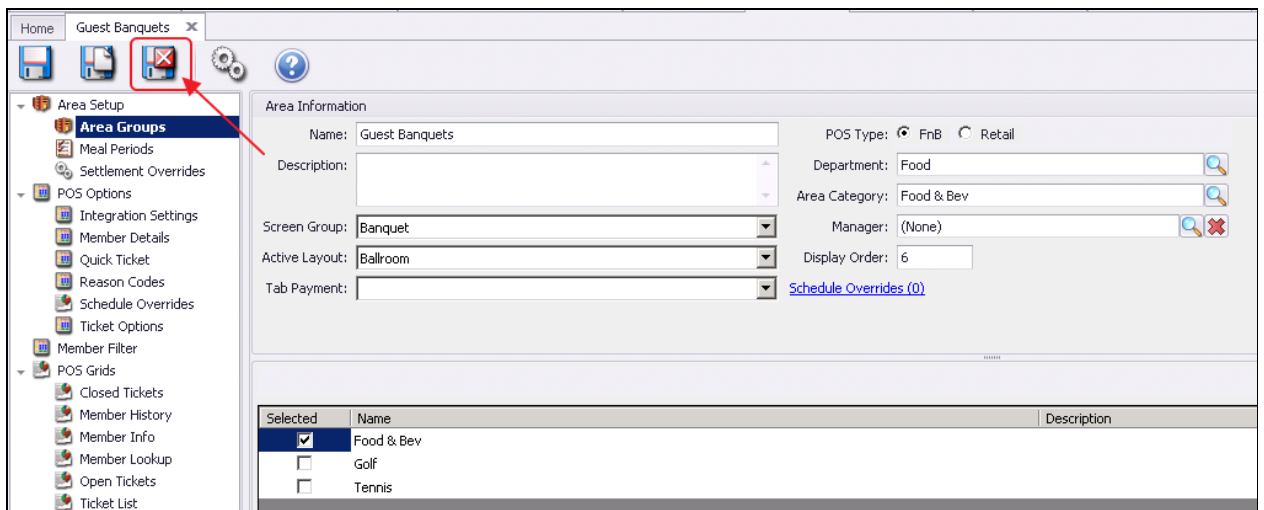 Home Guest Banquets
Area Setup
Area Groups
Meal Periods
Settlement Overrides
POS Options
Integration Settings
Member Details
Quick Ticket
Reason Codes
Schedule Overrides
Ticket Options
Member Filter
POS Grids
Closed Tickets
Member History
Member Info
Member Lookup
Open Tickets
Ticket List
Area Information
Name: Guest Banquets
Description:
Screen Group: Banquet
Active Layout: Ballroom
Tab Payment:
POS Type: FnB Retail
Department: Food
Area Category: Food & Bev
Manager: (None)
Display Order: 6
Schedule Overrides (0)
Selected Name Description
Food & Bev
Golf
Tennis